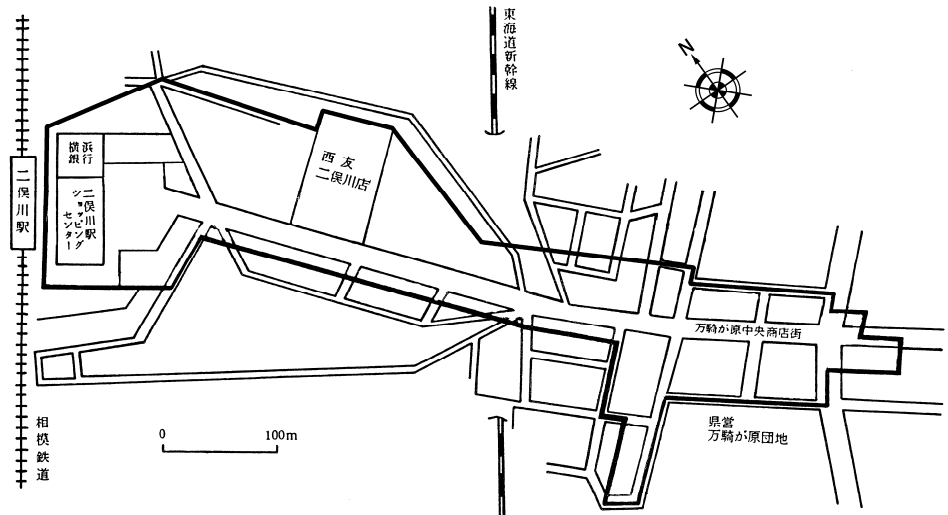 東海道新幹線
N
横浜
銀行
西友
二俣川店
二俣川駅
二俣川駅
ショッピング
センター
万騎が原中央商店街
県営
万騎が原団地
相模鉄道
0 100m